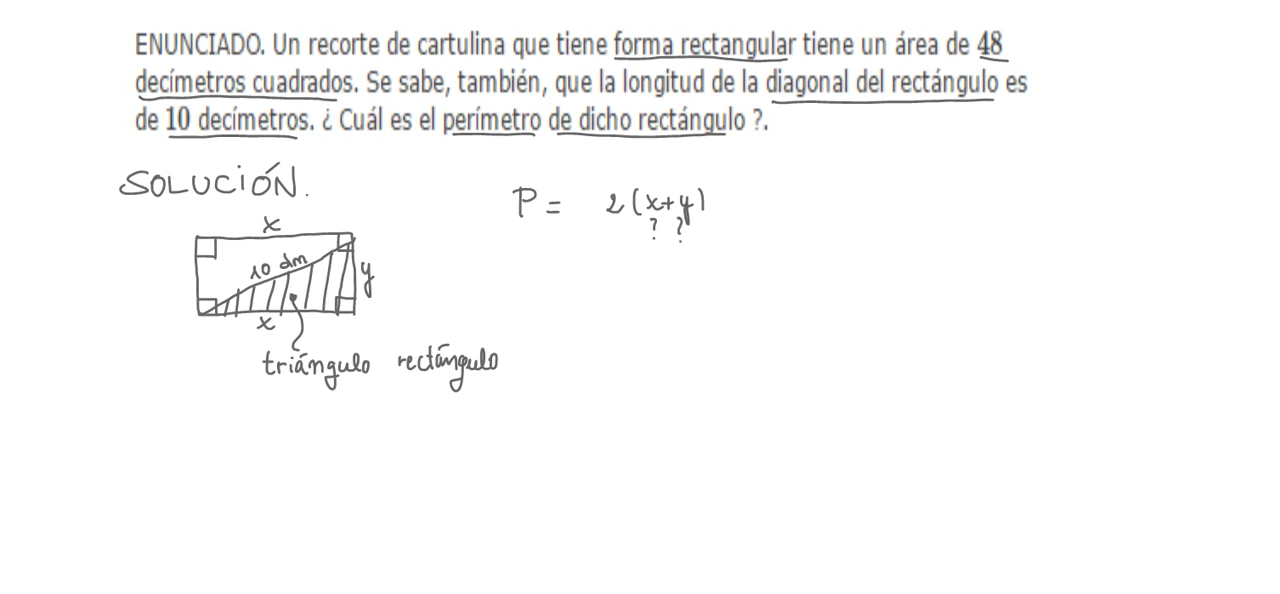 ENUNCIADO. Un recorte de cartulina que tiene forma rectangular tiene un área de 48
decímetros cuadrados. Se sabe, también, que la longitud de la diagonal del rectángulo es
de 10 decímetros. ¿ Cuál es el perímetro de dicho rectángulo ?.
SOLUCIÓN.
P = 2(x+y)
? ?
x
10 dm
y
x
triángulo rectángulo